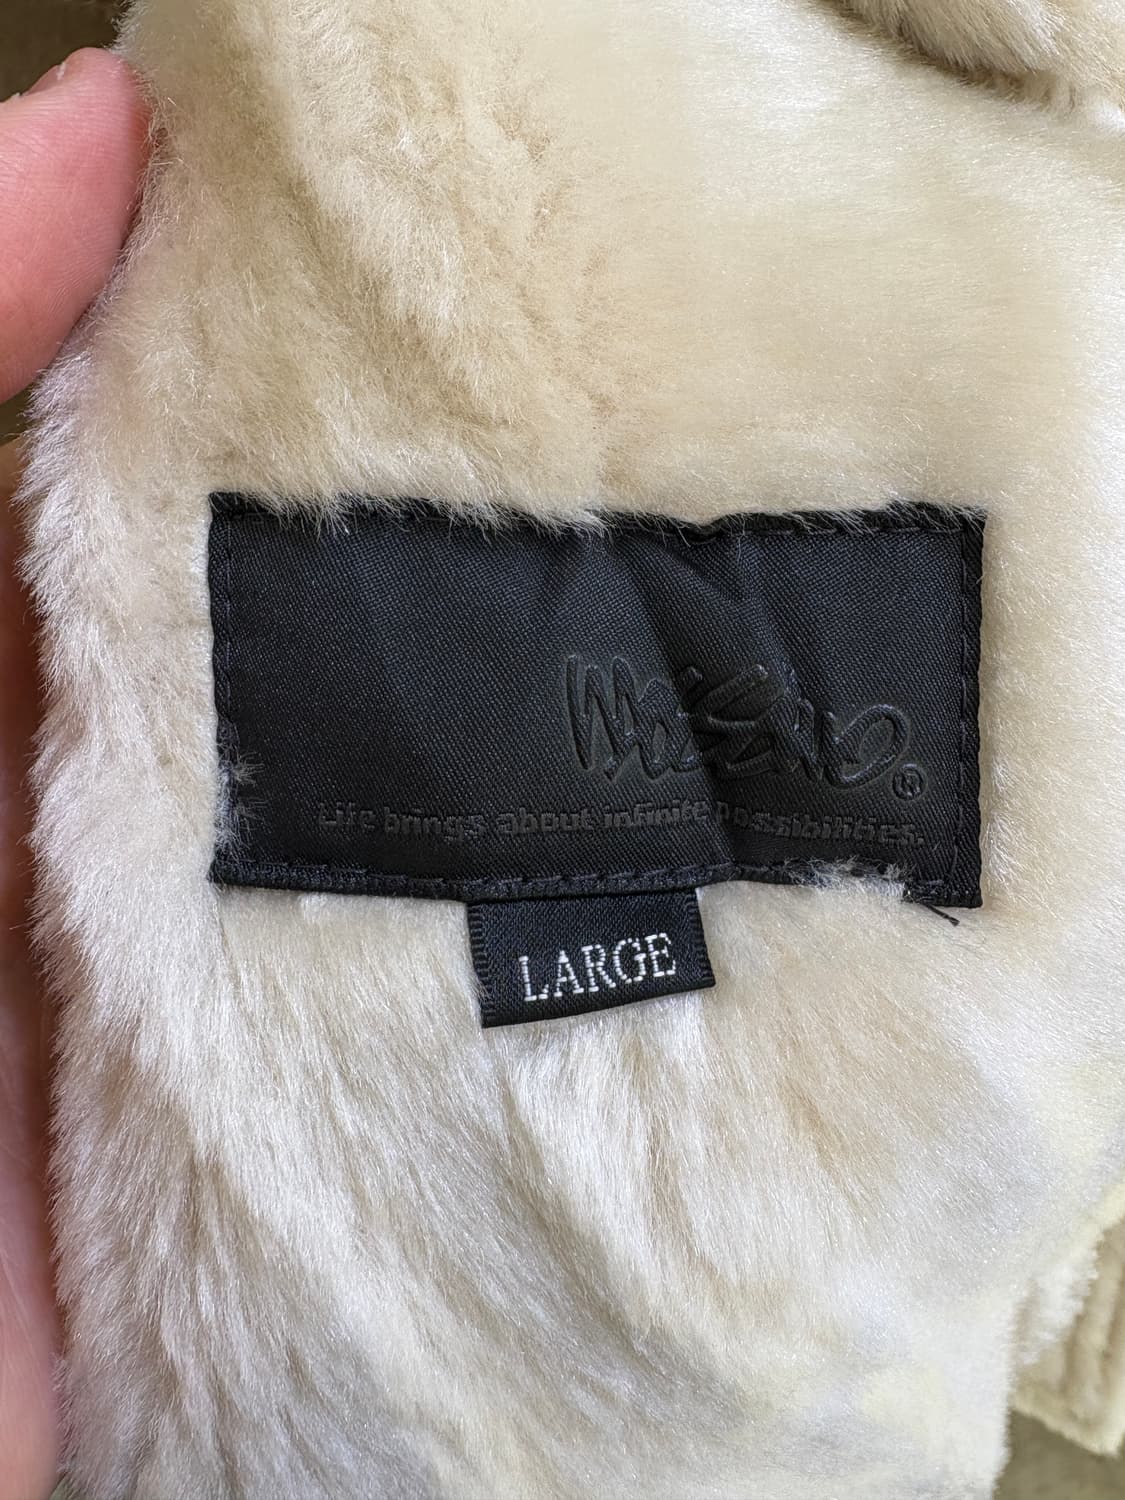 Mossimo®
Life brings about infinite possibilities.
LARGE